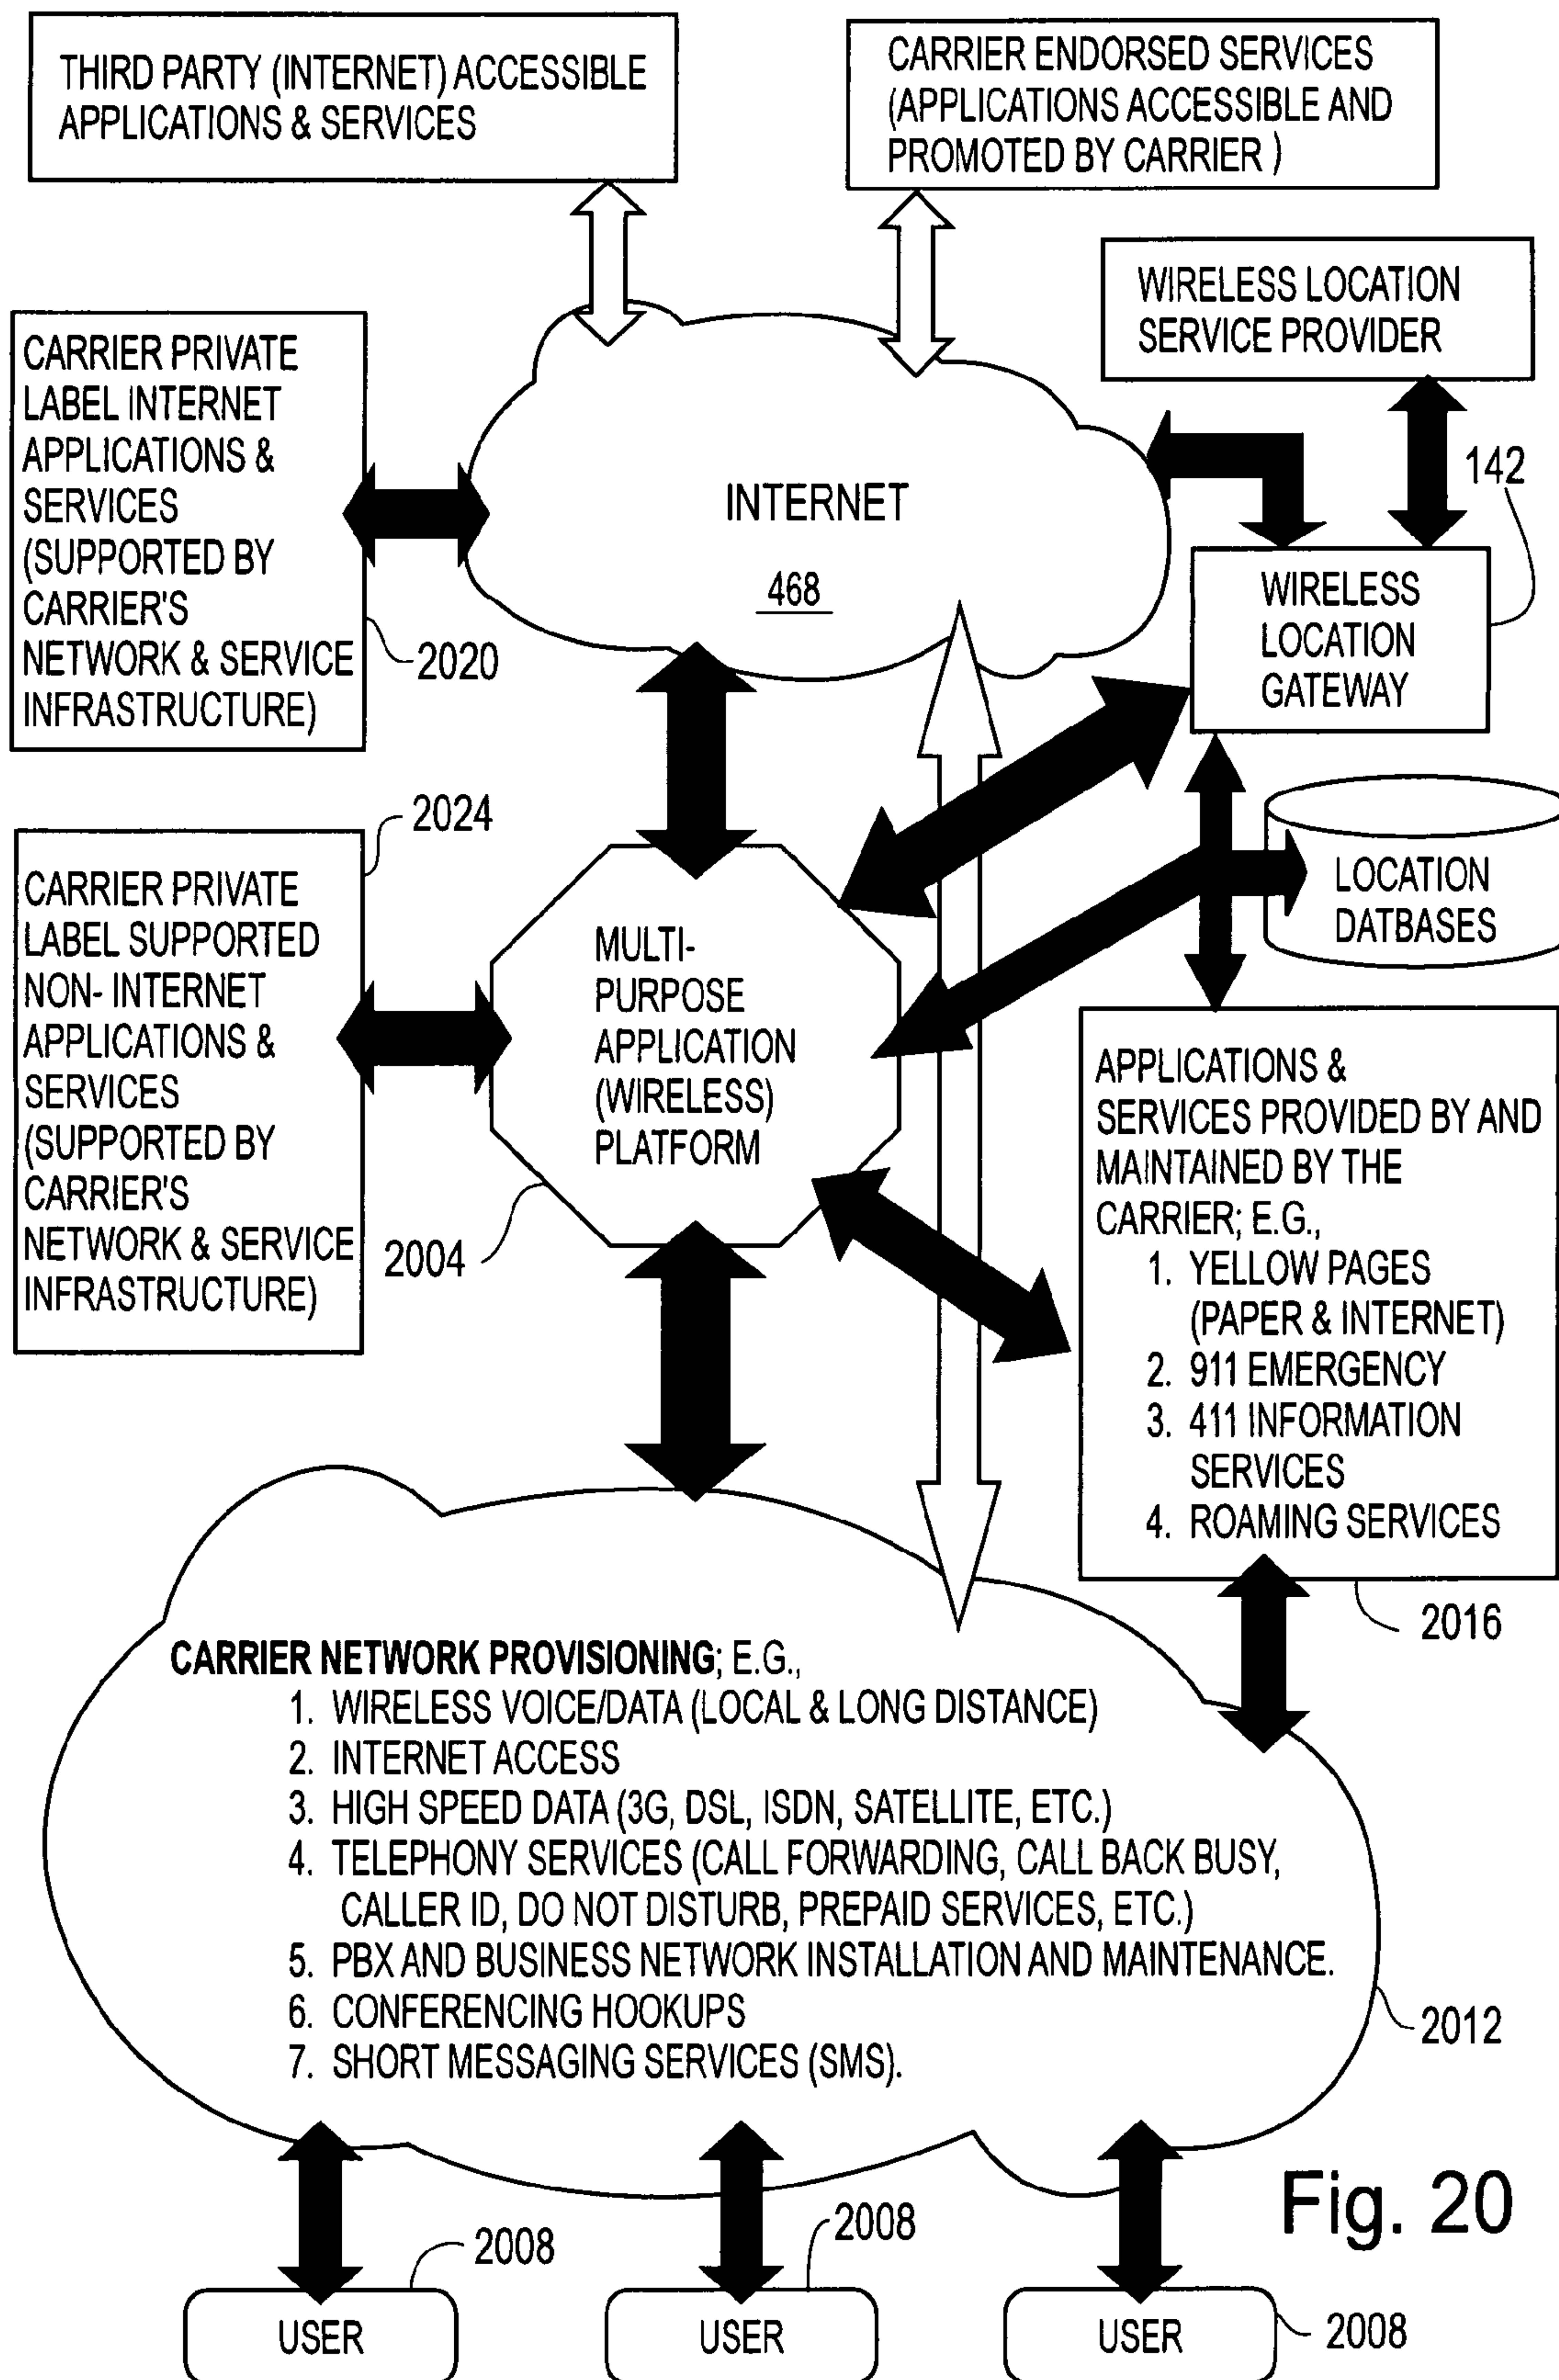 THIRD PARTY (INTERNET) ACCESSIBLE
APPLICATIONS & SERVICES
CARRIER ENDORSED SERVICES
(APPLICATIONS ACCESSIBLE AND
PROMOTED BY CARRIER )
WIRELESS LOCATION
SERVICE PROVIDER
CARRIER PRIVATE
LABEL INTERNET
APPLICATIONS &
SERVICES
(SUPPORTED BY
CARRIER'S
NETWORK & SERVICE
INFRASTRUCTURE)
2020
INTERNET
468
142
WIRELESS
LOCATION
GATEWAY
2024
CARRIER PRIVATE
LABEL SUPPORTED
NON- INTERNET
APPLICATIONS &
SERVICES
(SUPPORTED BY
CARRIER'S
NETWORK & SERVICE
INFRASTRUCTURE)
MULTI-
PURPOSE
APPLICATION
(WIRELESS)
PLATFORM
2004
LOCATION
DATBASES
APPLICATIONS &
SERVICES PROVIDED BY AND
MAINTAINED BY THE
CARRIER; E.G.,
1. YELLOW PAGES
(PAPER & INTERNET)
2. 911 EMERGENCY
3. 411 INFORMATION
SERVICES
4. ROAMING SERVICES
2016
CARRIER NETWORK PROVISIONING; E.G.,
1. WIRELESS VOICE/DATA (LOCAL & LONG DISTANCE)
2. INTERNET ACCESS
3. HIGH SPEED DATA (3G, DSL, ISDN, SATELLITE, ETC.)
4. TELEPHONY SERVICES (CALL FORWARDING, CALL BACK BUSY,
CALLER ID, DO NOT DISTURB, PREPAID SERVICES, ETC.)
5. PBX AND BUSINESS NETWORK INSTALLATION AND MAINTENANCE.
6. CONFERENCING HOOKUPS
7. SHORT MESSAGING SERVICES (SMS).
2012
Fig. 20
2008
USER
2008
USER
2008
USER